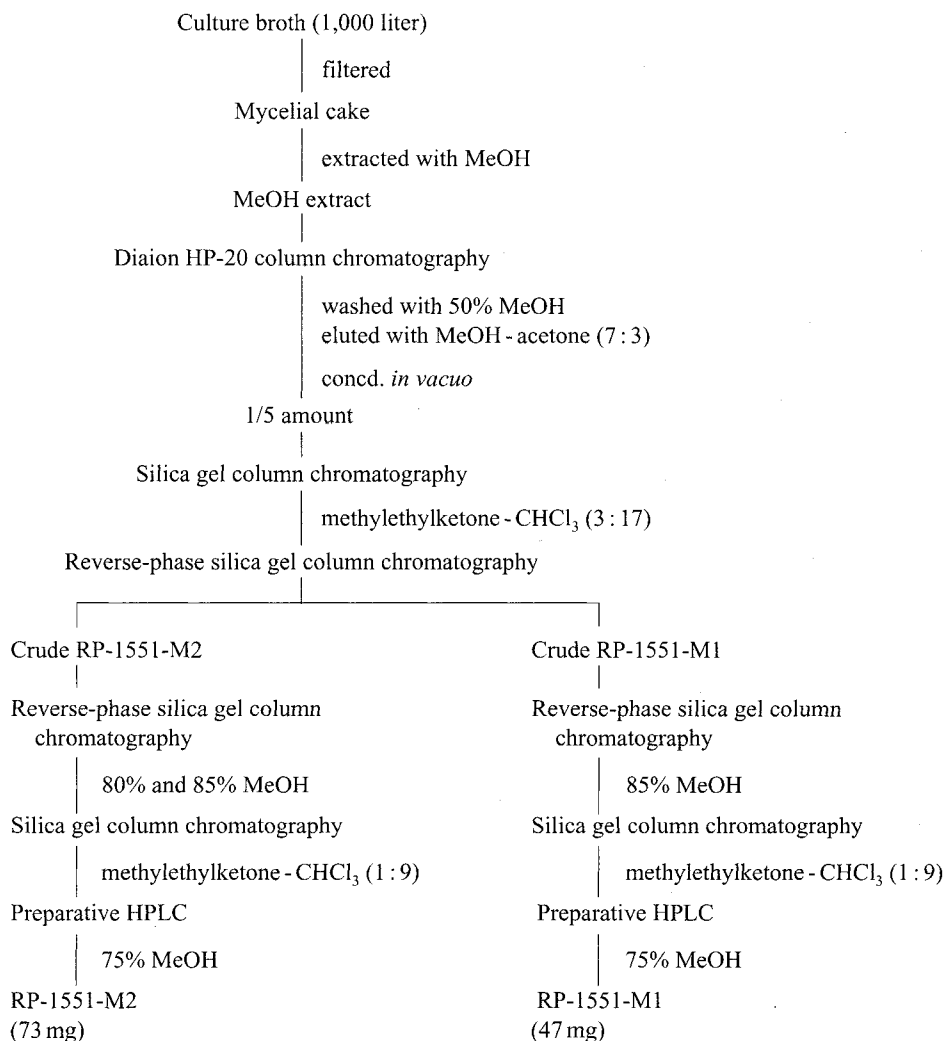 Culture broth (1,000 liter)
filtered
Mycelial cake
extracted with MeOH
MeOH extract
Diaion HP-20 column chromatography
washed with 50% MeOH
eluted with MeOH - acetone (7 : 3)
concd. in vacuo
1/5 amount
Silica gel column chromatography
methylethylketone - CHCl₃ (3 : 17)
Reverse-phase silica gel column chromatography
Crude RP-1551-M2
Reverse-phase silica gel column
chromatography
80% and 85% MeOH
Silica gel column chromatography
methylethylketone - CHCl₃ (1 : 9)
Preparative HPLC
75% MeOH
RP-1551-M2
(73 mg)
Crude RP-1551-M1
Reverse-phase silica gel column
chromatography
85% MeOH
Silica gel column chromatography
methylethylketone - CHCl₃ (1 : 9)
Preparative HPLC
75% MeOH
RP-1551-M1
(47 mg)